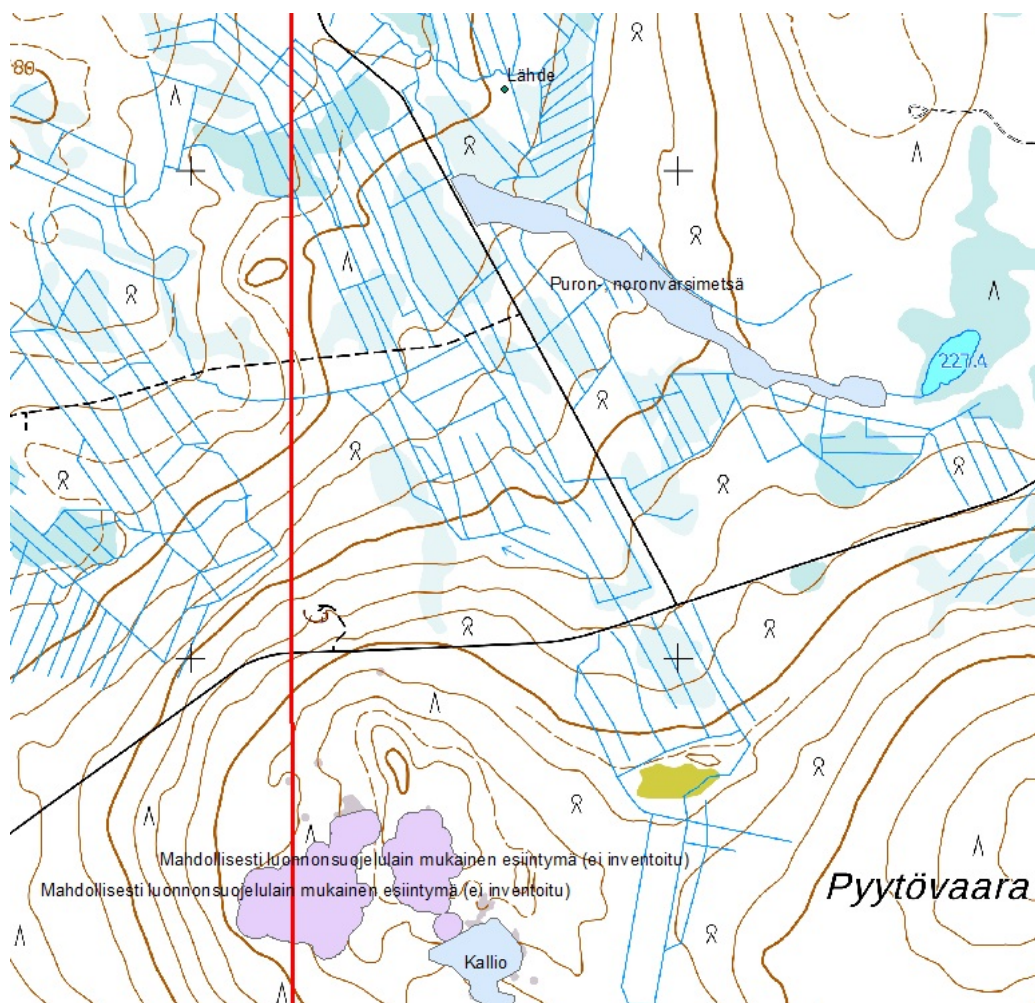 80
Lähde
Puron-, noronvarsimetsä
227.4
Mahdollisesti luonnonsuojelulain mukainen esiintymä (ei inventoitu)
Mahdollisesti luonnonsuojelulain mukainen esiintymä (ei inventoitu)
Pyytövaara
Kallio